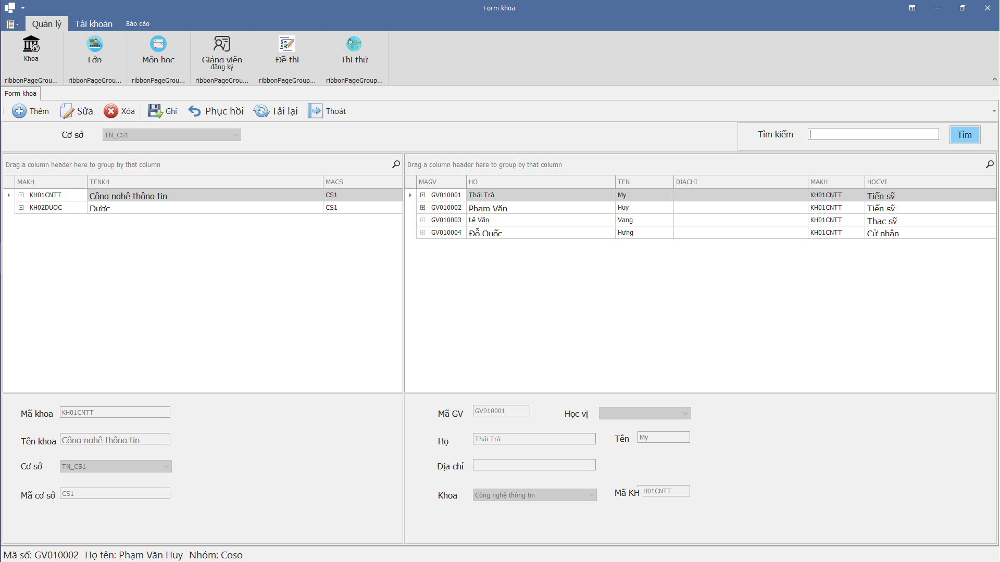 Form khoa
Quản lý Tài khoản Báo cáo
Khoa Lớp Môn học Giảng viên đăng ký Đề thi Thi thử
ribbonPageGrou... ribbonPageGrou... ribbonPageGrou... ribbonPageGrou... ribbonPageGroup... ribbonPageGroup...
Form khoa
Thêm Sửa Xóa Ghi Phục hồi Tải lại Thoát
Cơ sở TN_CS1 Tìm kiếm Tìm
Drag a column header here to group by that column
MAKH TENKH MACS
KH01CNTT Công nghệ thông tin CS1
KH02DUOC Dược CS1
Drag a column header here to group by that column
MAGV HO TEN DIACHI MAKH HOCVI
GV010001 Thái Trà My KH01CNTT Tiến sỹ
GV010002 Phạm Văn Huy KH01CNTT Tiến sỹ
GV010003 Lê Văn Vang KH01CNTT Thạc sỹ
GV010004 Đỗ Quốc Hưng KH01CNTT Cử nhân
Mã khoa KH01CNTT
Tên khoa Công nghệ thông tin
Cơ sở TN_CS1
Mã cơ sở CS1
Mã GV GV010001 Học vị
Họ Thái Trà Tên My
Địa chỉ
Khoa Công nghệ thông tin Mã KH H01CNTT
Mã số: GV010002 Họ tên: Phạm Văn Huy Nhóm: Coso